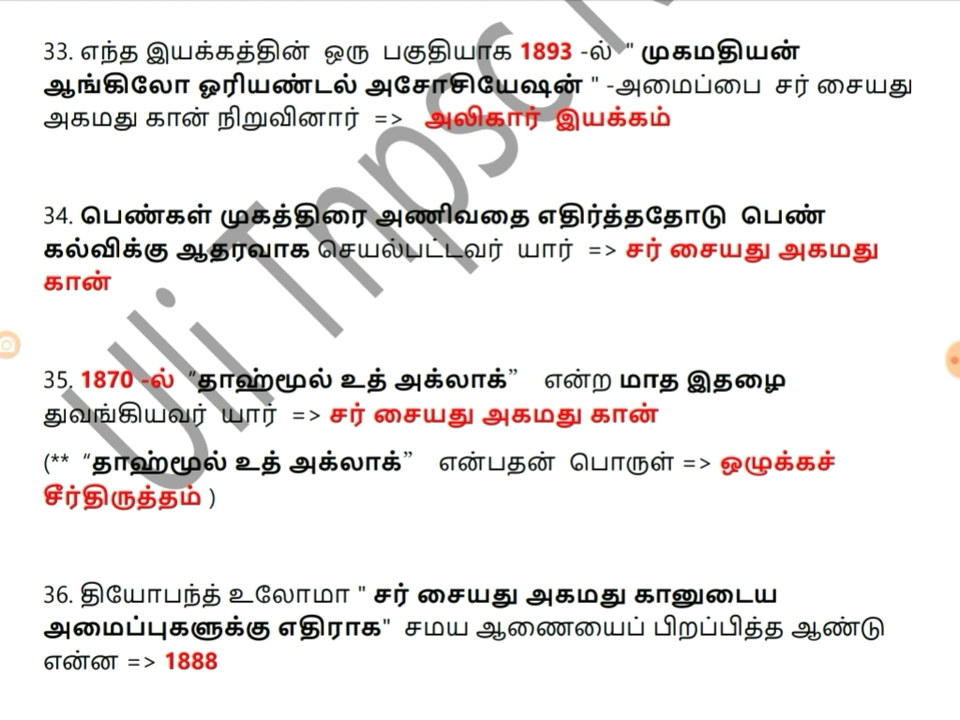 33. எந்த இயக்கத்தின் ஒரு பகுதியாக 1893 -ல் " முகமதியன்
ஆங்கிலோ ஓரியண்டல் அசோசியேஷன் " -அமைப்பை சர் சையது
அகமது கான் நிறுவினார் => அலிகார் இயக்கம்
34. பெண்கள் முகத்திரை அணிவதை எதிர்த்ததோடு பெண்
கல்விக்கு ஆதரவாக செயல்பட்டவர் யார் => சர் சையது அகமது
கான்
35. 1870 -ல் "தாஹ்மூல் உத் அக்லாக்” என்ற மாத இதழை
துவங்கியவர் யார் => சர் சையது அகமது கான்
(** “தாஹ்மூல் உத் அக்லாக்” என்பதன் பொருள் => ஒழுக்கச்
சீர்திருத்தம் )
36. தியோபந்த் உலோமா " சர் சையது அகமது கானுடைய
அமைப்புகளுக்கு எதிராக" சமய ஆணையைப் பிறப்பித்த ஆண்டு
என்ன => 1888
Uli Tnpsc